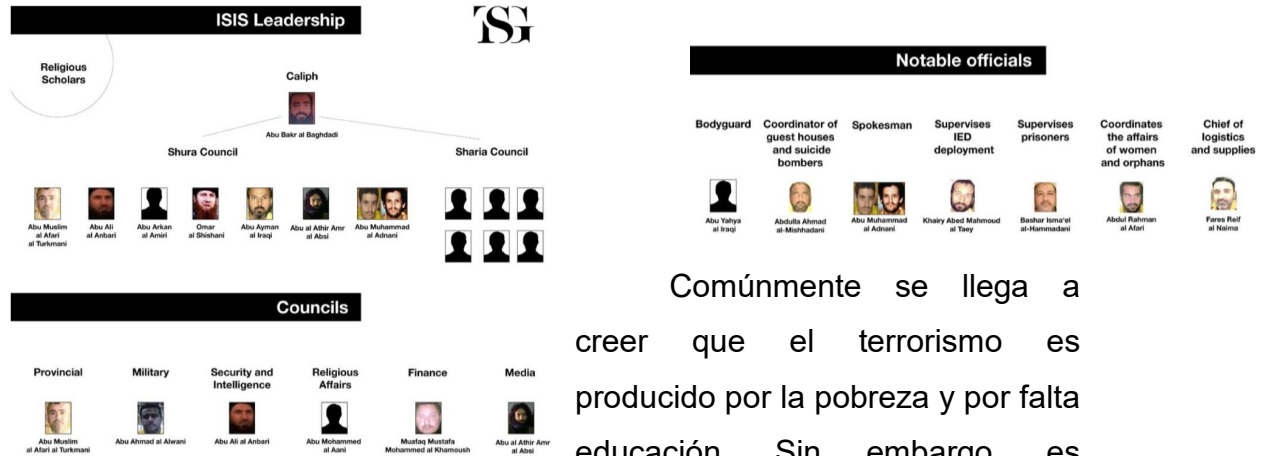 ISIS Leadership
TSG
Religious
Scholars
Caliph
Abu Bakr al Baghdadi
Shura Council
Sharia Council
Abu Muslim
al Afari
al Turkmani
Abu Ali
al Anbari
Abu Arkan
al Amiri
Omar
al Shishani
Abu Ayman
al Iraqi
Abu al Athir Amr
al Absi
Abu Muhammad
al Adnani
Councils
Provincial
Abu Muslim
al Afari al Turkmani
Military
Abu Ahmad al Alwani
Security and
Intelligence
Abu Ali al Anbari
Religious
Affairs
Abu Mohammed
al Aani
Finance
Muafaq Mustafa
Mohammed al Khamoush
Media
Abu al Athir Amr
al Absi
Notable officials
Bodyguard
Abu Yahya
al Iraqi
Coordinator of
guest houses
and suicide
bombers
Abdulla Ahmad
al-Mishhadani
Spokesman
Abu Muhammad
al Adnani
Supervises
IED
deployment
Khairy Abed Mahmoud
al Taey
Supervises
prisoners
Bashar Isma'el
al-Hammadani
Coordinates
the affairs
of women
and orphans
Abdul Rahman
al Afari
Chief of
logistics
and supplies
Fares Reif
al Naima
Comúnmente se llega a
creer que el terrorismo es
producido por la pobreza y por falta
educación. Sin embargo, es